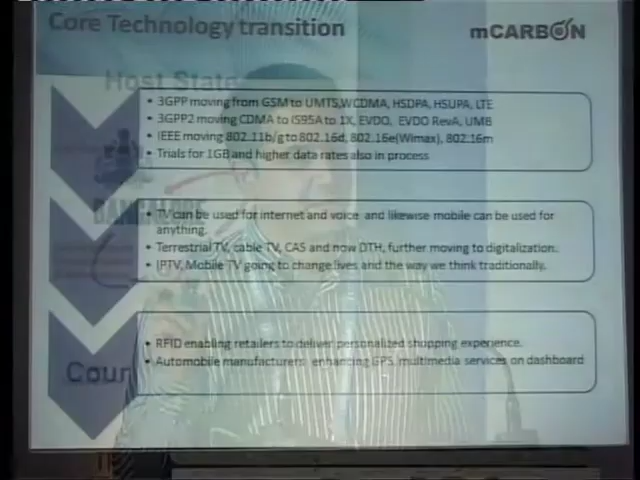 Core Technology transition
mCARBON
Host State
• 3GPP moving from GSM to UMTS,WCDMA, HSDPA, HSUPA, LTE
• 3GPP2 moving CDMA to IS95A to 1X, EVDO, EVDO RevA, UMB
• IEEE moving 802.11b/g to 802.16d, 802.16e(Wimax), 802.16m
• Trials for 1GB and higher data rates also in process
BANGALORE
• TV can be used for internet and voice and likewise mobile can be used for
anything.
• Terrestrial TV, cable TV, CAS and now DTH, further moving to digitalization.
• IPTV, Mobile TV going to change lives and the way we think traditionally.
• RFID enabling retailers to deliver personalized shopping experience.
• Automobile manufacturers enhancing GPS, multimedia services on dashboard
Cour